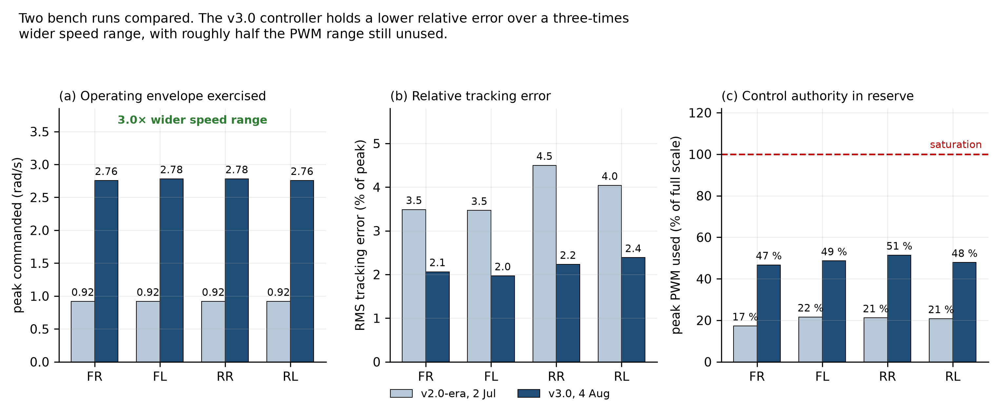 Two bench runs compared. The v3.0 controller holds a lower relative error over a three-times
wider speed range, with roughly half the PWM range still unused.
(a) Operating envelope exercised
3.0× wider speed range
peak commanded (rad/s)
3.5
3.0
2.5
2.0
1.5
1.0
0.5
0.0
2.76
2.78
2.78
2.76
0.92
0.92
0.92
0.92
FR
FL
RR
RL
(b) Relative tracking error
RMS tracking error (% of peak)
5
4
3
2
1
0
3.5
2.1
3.5
2.0
4.5
2.2
4.0
2.4
FR
FL
RR
RL
v2.0-era, 2 Jul
v3.0, 4 Aug
(c) Control authority in reserve
peak PWM used (% of full scale)
120
100
80
60
40
20
0
saturation
17 %
47 %
22 %
49 %
21 %
51 %
21 %
48 %
FR
FL
RR
RL